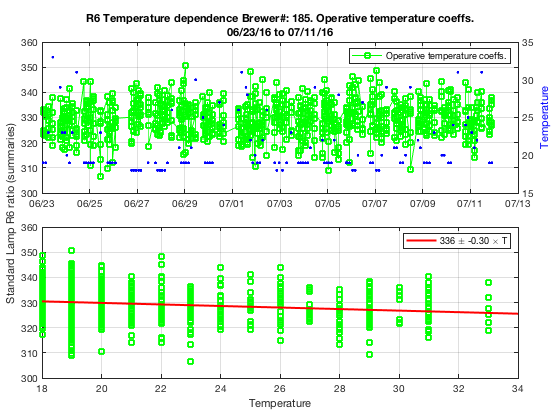 R6 Temperature dependence Brewer#: 185. Operative temperature coeffs.
06/23/16 to 07/11/16
360
350
340
330
320
310
300
35
30
25
20
15
Operative temperature coeffs.
Temperature
06/23 06/25 06/27 06/29 07/01 07/03 07/05 07/07 07/09 07/11 07/13
Standard Lamp R6 ratio (summaries)
360
350
340
330
320
310
300
336 ± -0.30 × T
18 20 22 24 26 28 30 32 34
Temperature